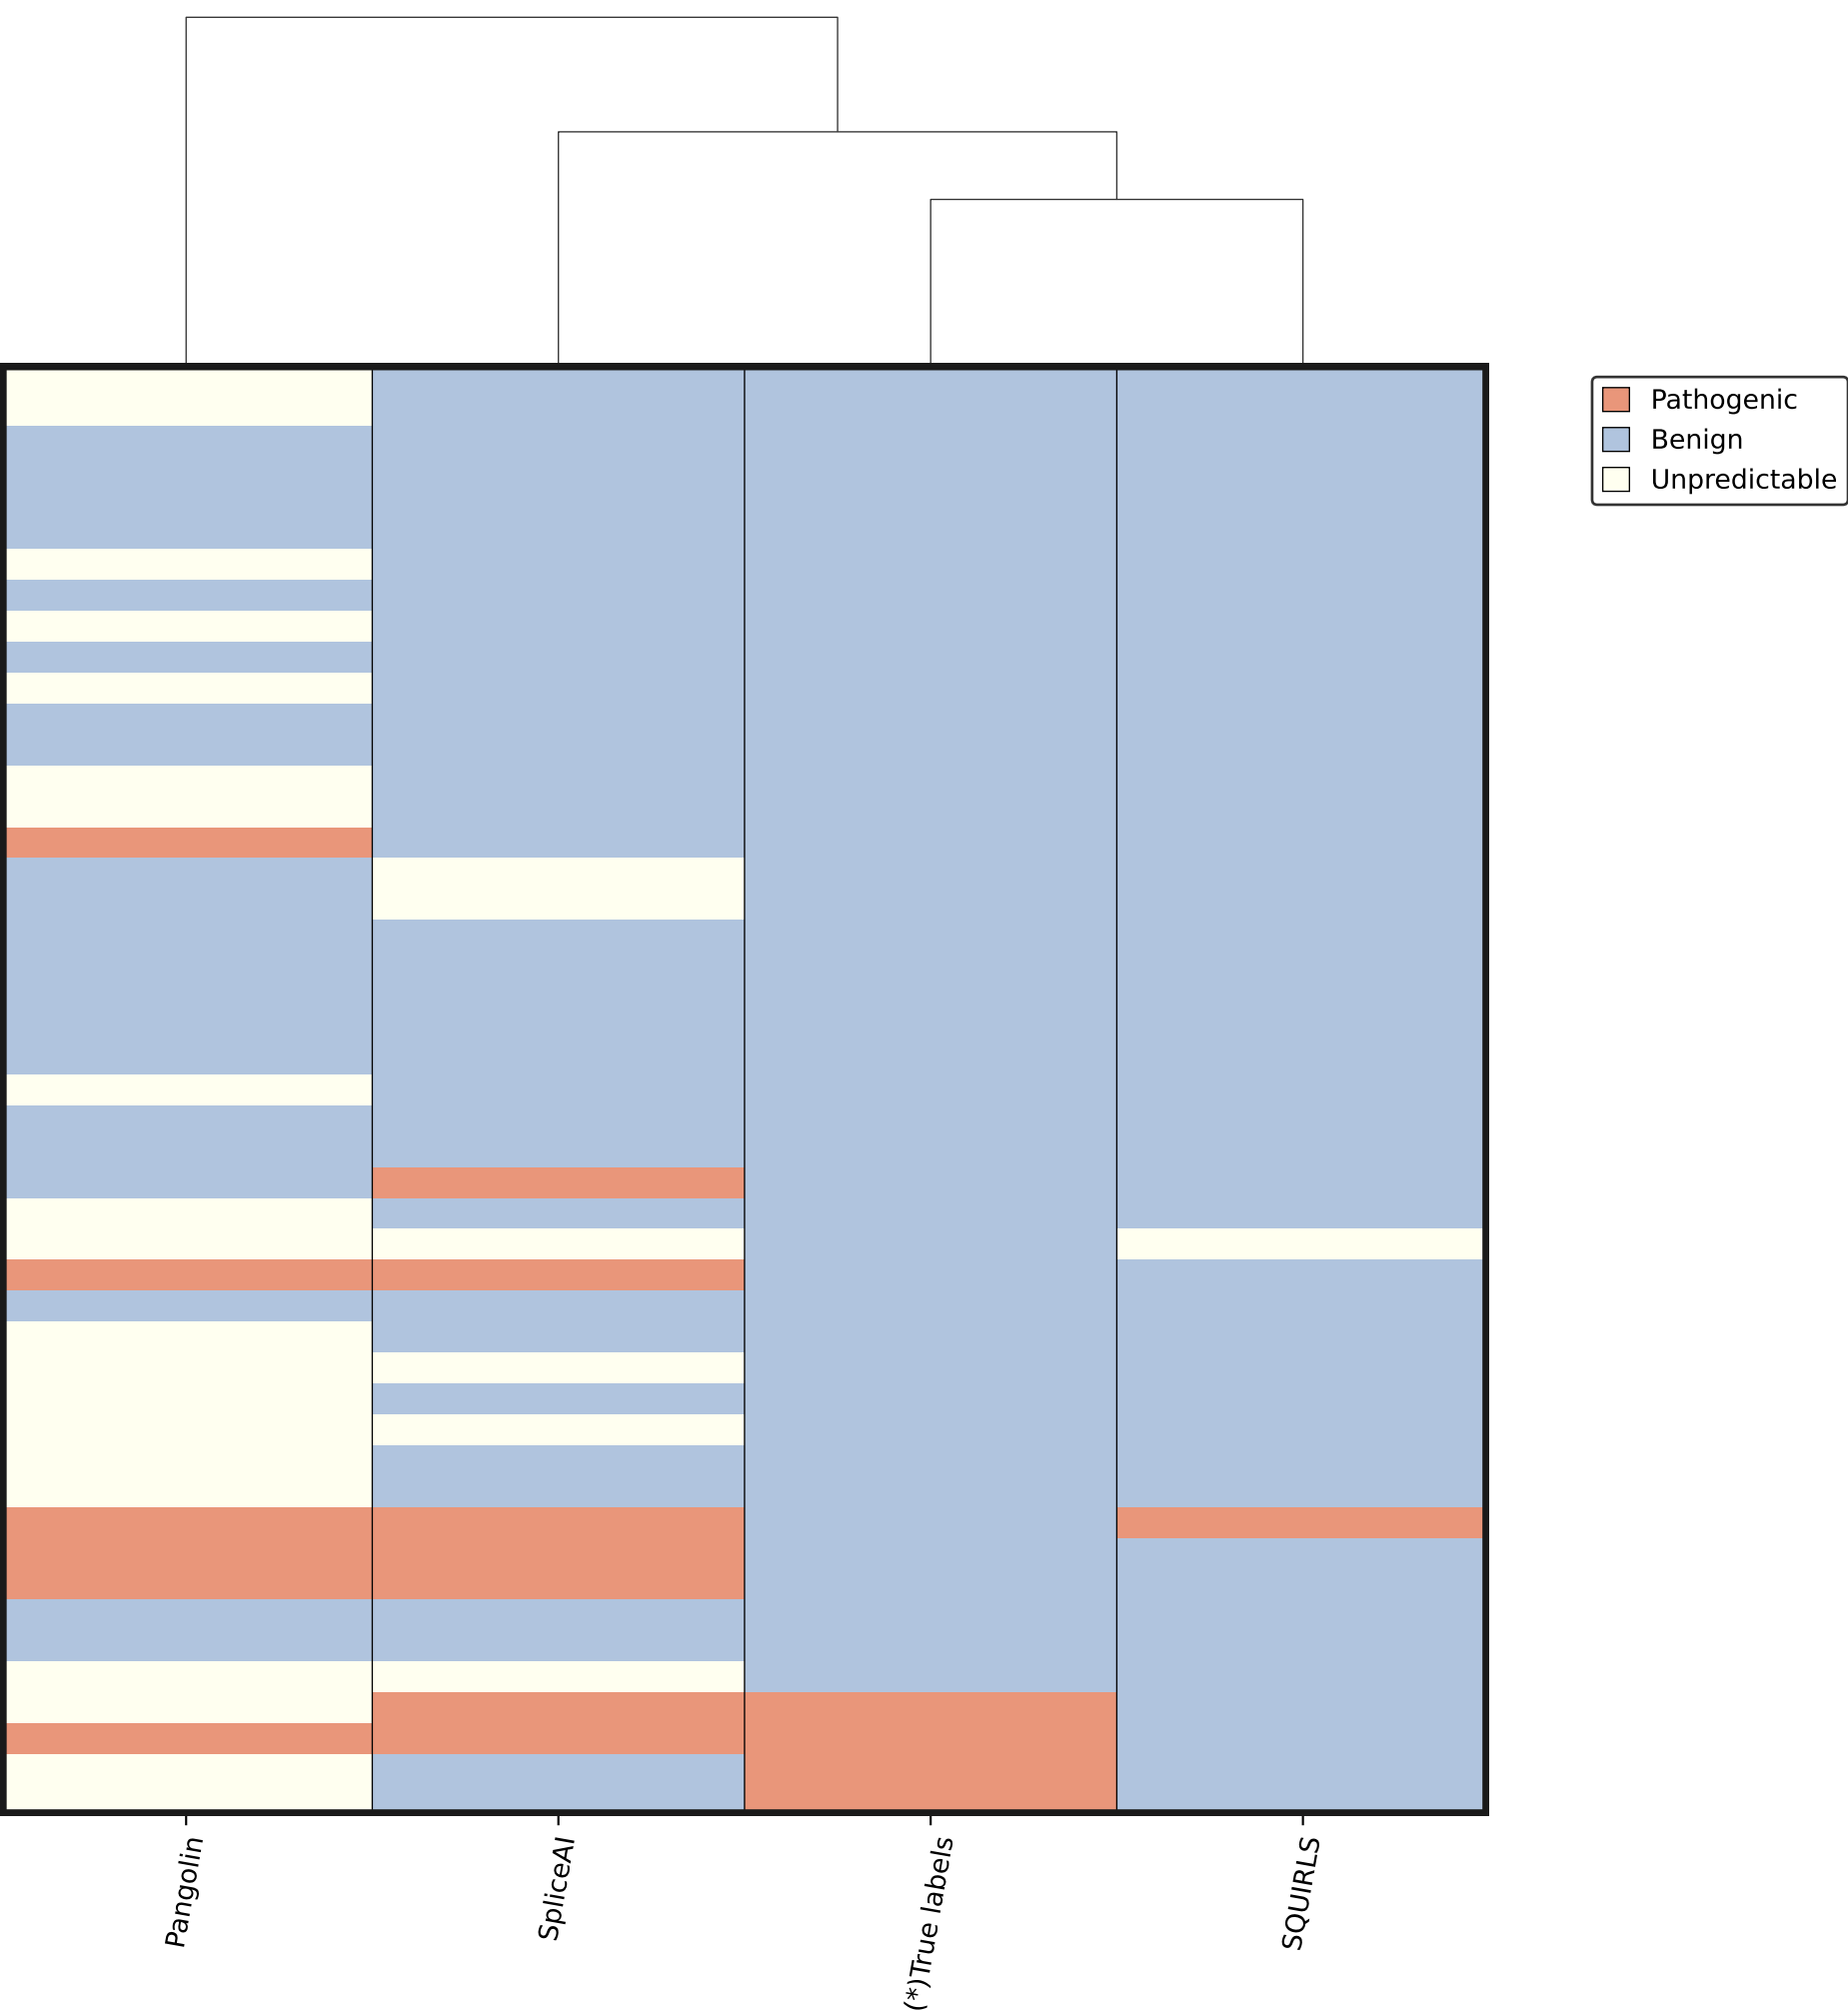 Pathogenic
Benign
Unpredictable
Pangolin
SpliceAI
(*)True labels
SQUIRLS